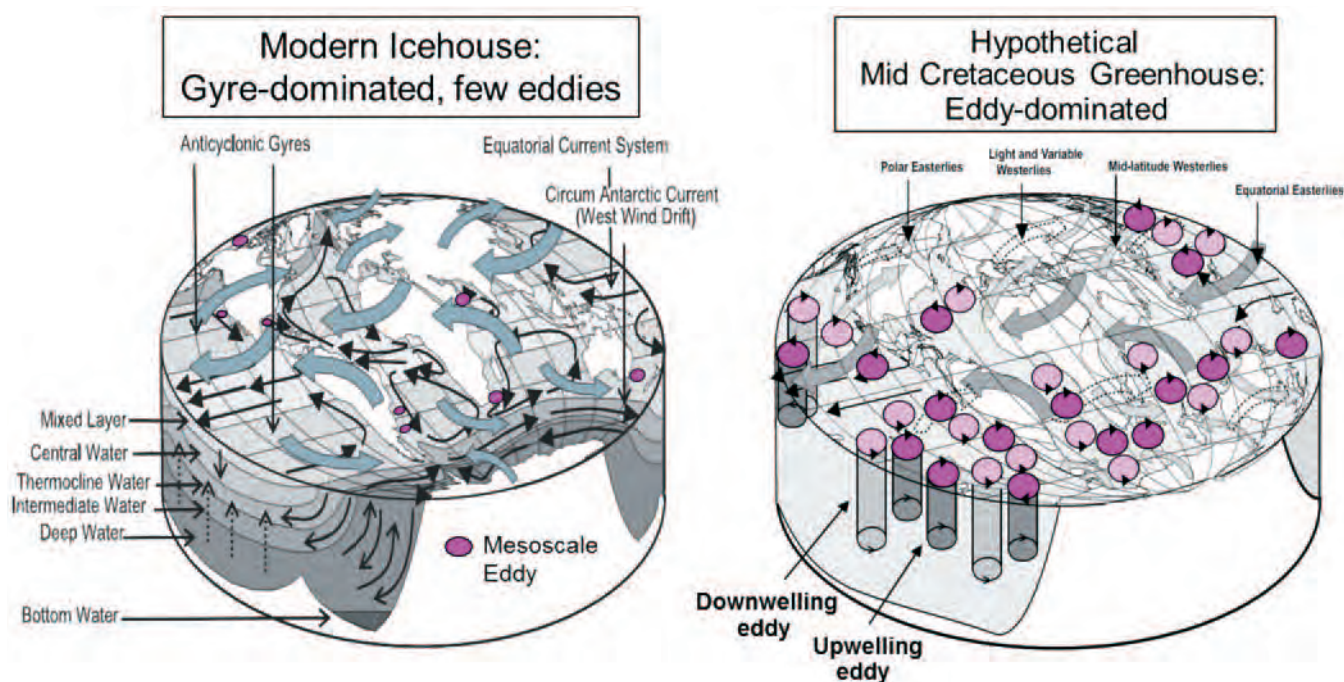 Modern Icehouse:
Gyre-dominated, few eddies
Anticyclonic Gyres
Equatorial Current System
Circum Antarctic Current
(West Wind Drift)
Mixed Layer
Central Water
Thermocline Water
Intermediate Water
Deep Water
Bottom Water
Mesoscale
Eddy
Hypothetical
Mid Cretaceous Greenhouse:
Eddy-dominated
Polar Easterlies
Light and Variable
Westerlies
Mid-latitude Westerlies
Equatorial Easterlies
Downwelling
eddy
Upwelling
eddy